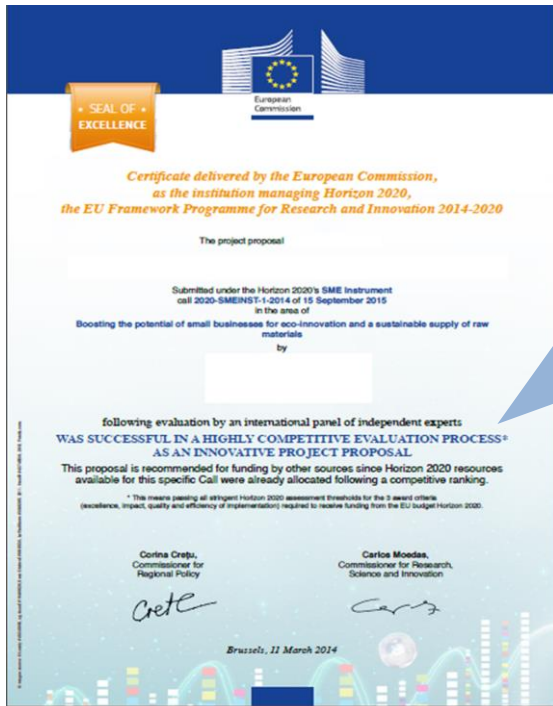 European
Commission
• SEAL OF •
EXCELLENCE
Certificate delivered by the European Commission,
as the institution managing Horizon 2020,
the EU Framework Programme for Research and Innovation 2014-2020
The project proposal
Submitted under the Horizon 2020's SME Instrument
call 2020-SMEINST-1-2014 of 15 September 2015
in the area of
Boosting the potential of small businesses for eco-innovation and a sustainable supply of raw
materials
by
following evaluation by an international panel of independent experts
WAS SUCCESSFUL IN A HIGHLY COMPETITIVE EVALUATION PROCESS*
AS AN INNOVATIVE PROJECT PROPOSAL
This proposal is recommended for funding by other sources since Horizon 2020 resources
available for this specific Call were already allocated following a competitive ranking.
* This means passing all stringent Horizon 2020 assessment thresholds for the 3 award criteria
(excellence, impact, quality and efficiency of implementation) required to receive funding from the EU budget Horizon 2020.
Corina Crețu,
Commissioner for
Regional Policy
Carlos Moedas,
Commissioner for Research,
Science and Innovation
Brussels, 11 March 2014